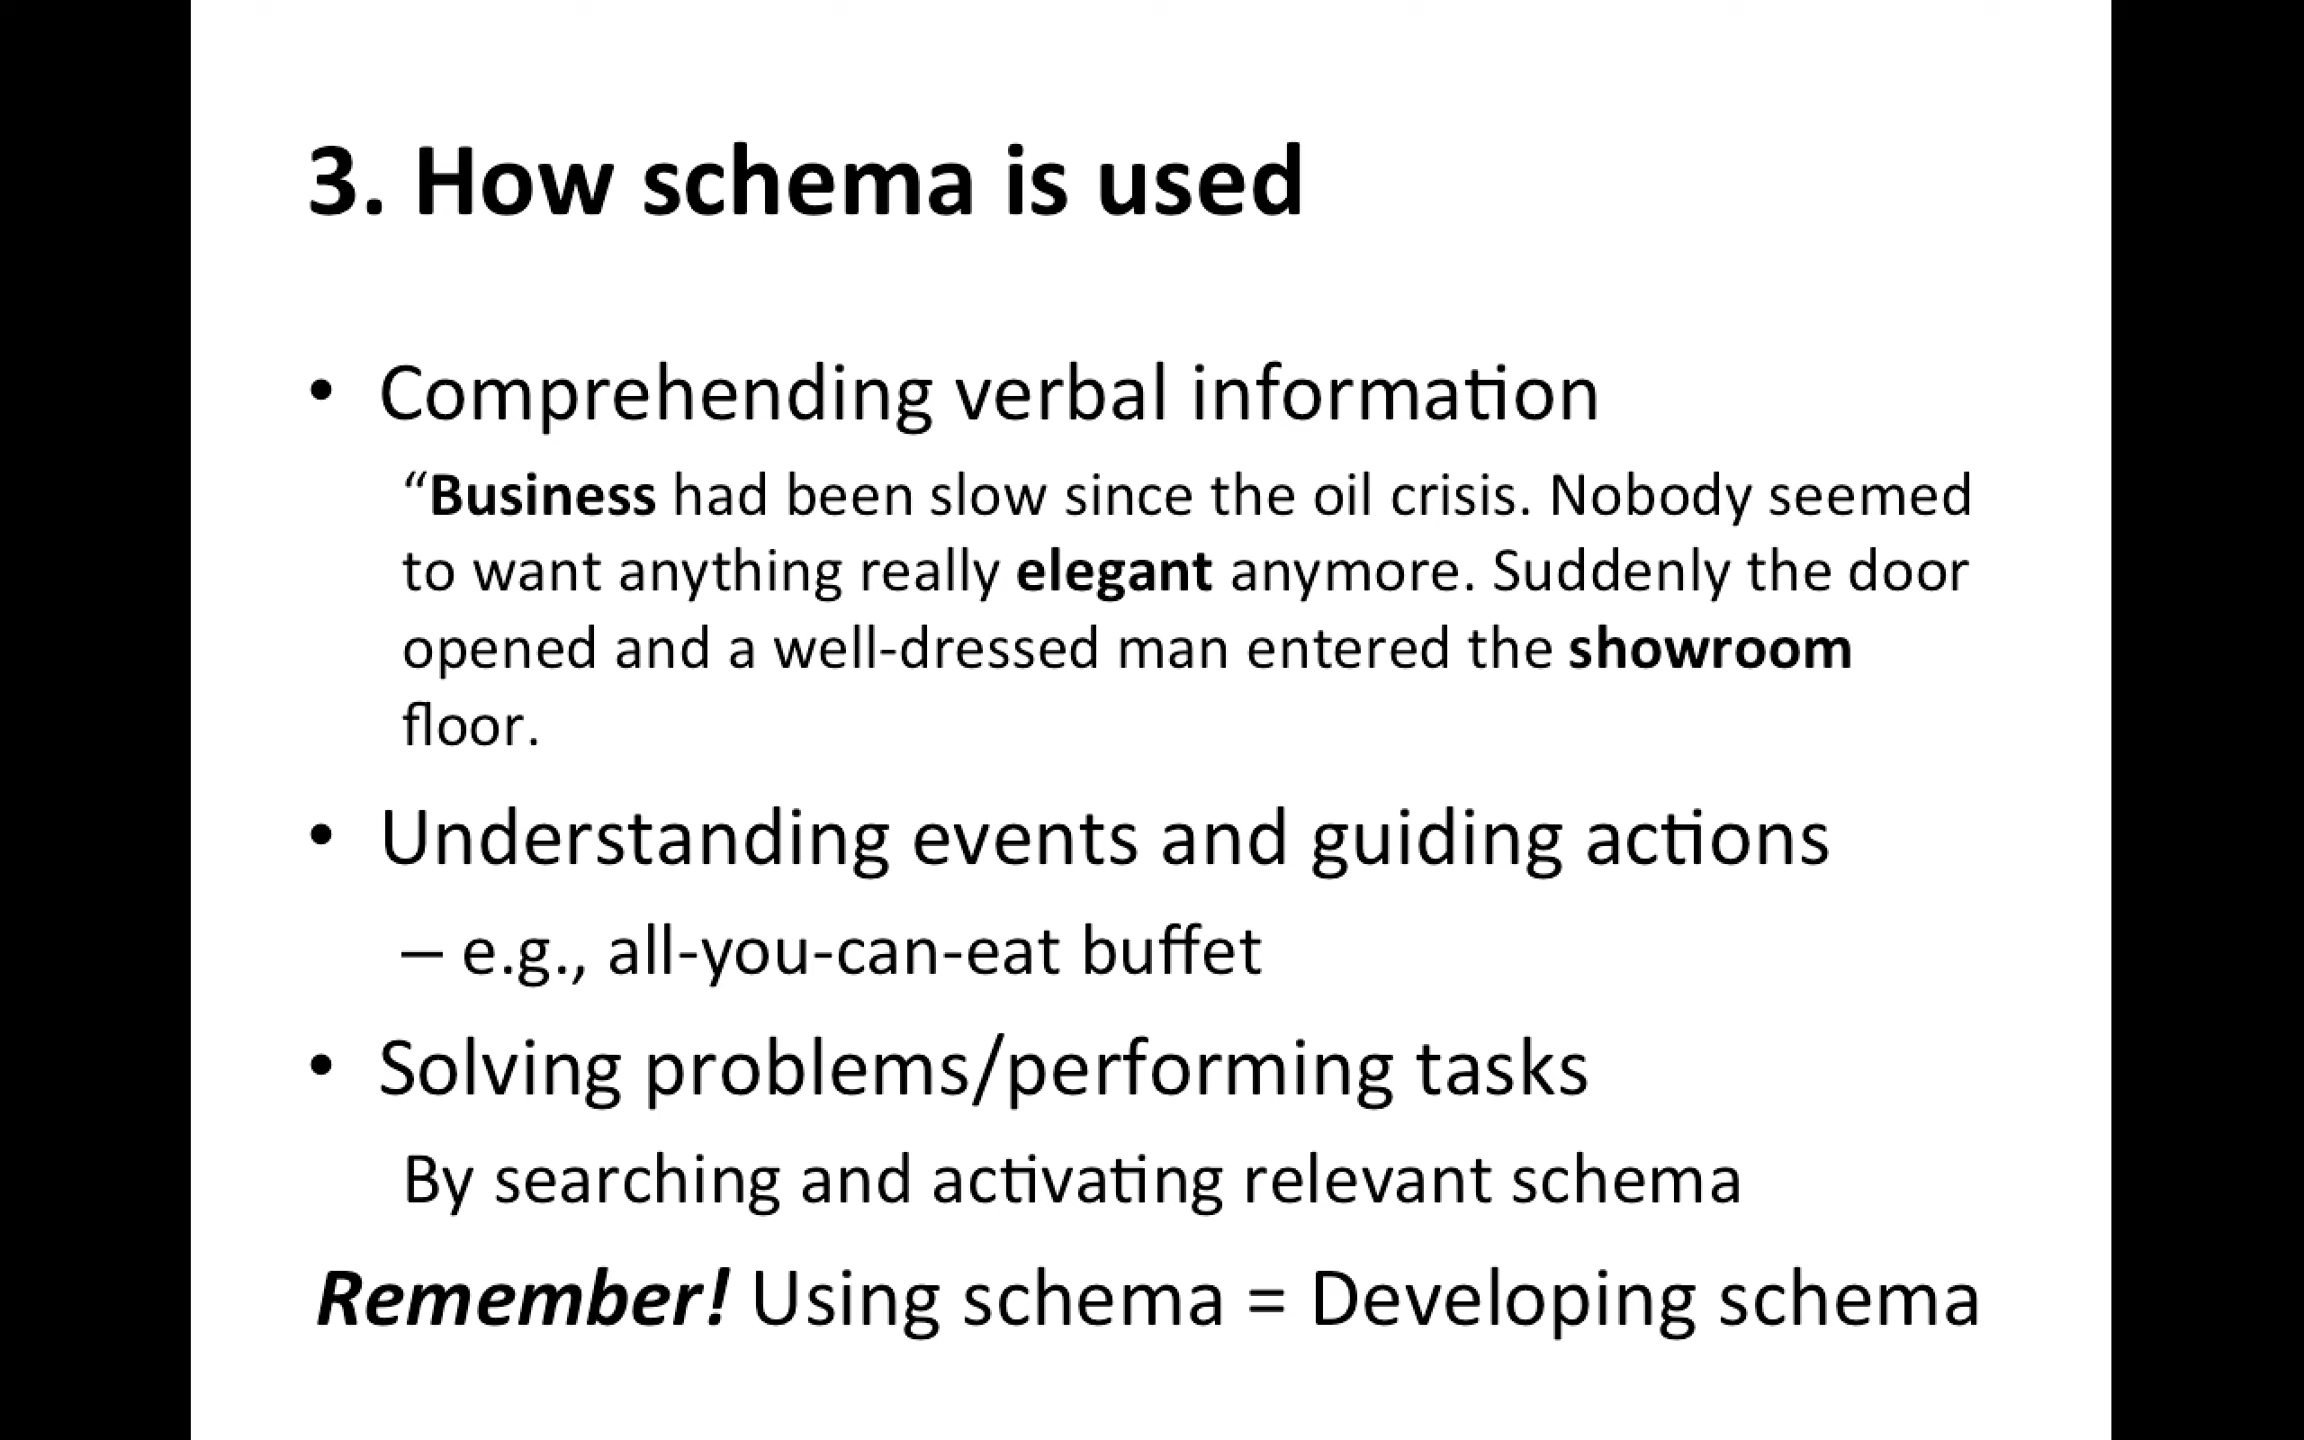 3. How schema is used
• Comprehending verbal information
“Business had been slow since the oil crisis. Nobody seemed
to want anything really elegant anymore. Suddenly the door
opened and a well-dressed man entered the showroom
floor.
• Understanding events and guiding actions
– e.g., all-you-can-eat buffet
• Solving problems/performing tasks
By searching and activating relevant schema
Remember! Using schema = Developing schema